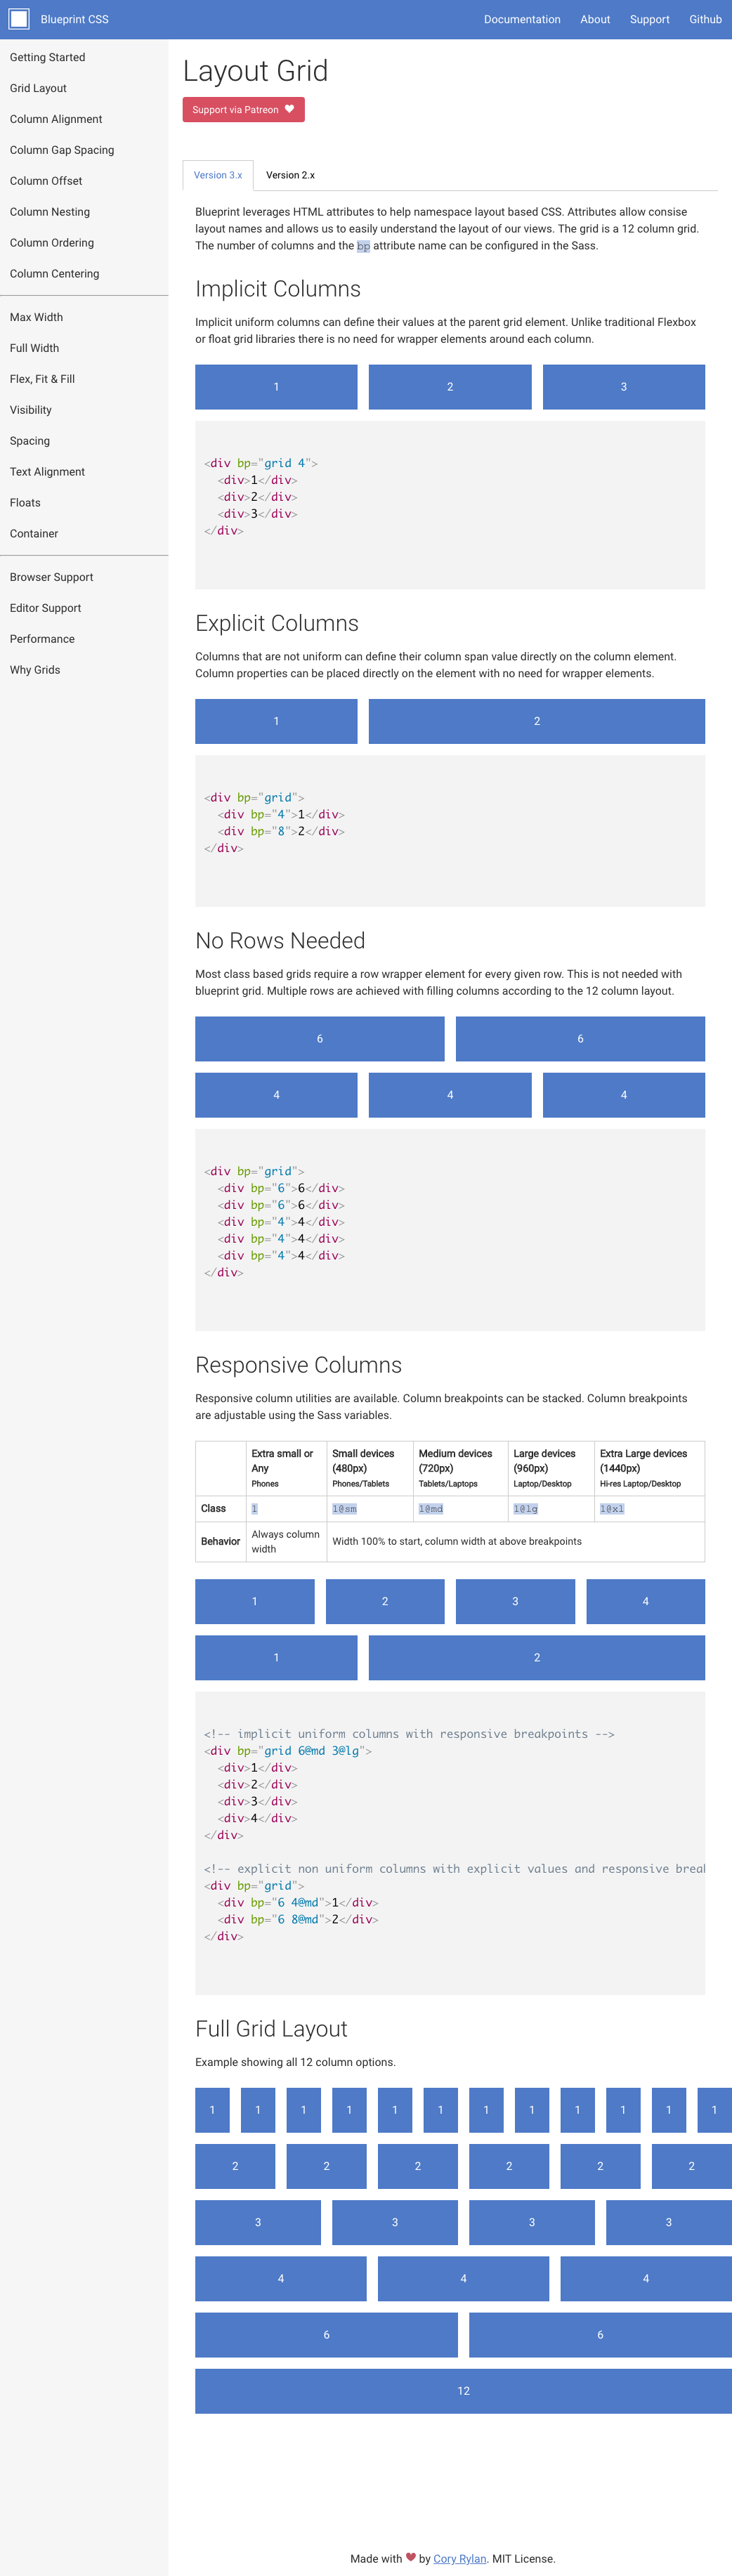 Blueprint CSS
Documentation
About
Support
Github
Getting Started
Grid Layout
Column Alignment
Column Gap Spacing
Column Offset
Column Nesting
Column Ordering
Column Centering
Max Width
Full Width
Flex, Fit & Fill
Visibility
Spacing
Text Alignment
Floats
Container
Browser Support
Editor Support
Performance
Why Grids
Layout Grid
Support via Patreon
Version 3.x
Version 2.x
Blueprint leverages HTML attributes to help namespace layout based CSS. Attributes allow consise
layout names and allows us to easily understand the layout of our views. The grid is a 12 column grid.
The number of columns and the bp attribute name can be configured in the Sass.
Implicit Columns
Implicit uniform columns can define their values at the parent grid element. Unlike traditional Flexbox
or float grid libraries there is no need for wrapper elements around each column.
1 2 3
<div bp="grid 4">
  <div>1</div>
  <div>2</div>
  <div>3</div>
</div>
Explicit Columns
Columns that are not uniform can define their column span value directly on the column element.
Column properties can be placed directly on the element with no need for wrapper elements.
1 2
<div bp="grid">
  <div bp="4">1</div>
  <div bp="8">2</div>
</div>
No Rows Needed
Most class based grids require a row wrapper element for every given row. This is not needed with
blueprint grid. Multiple rows are achieved with filling columns according to the 12 column layout.
6 6
4 4 4
<div bp="grid">
  <div bp="6">6</div>
  <div bp="6">6</div>
  <div bp="4">4</div>
  <div bp="4">4</div>
  <div bp="4">4</div>
</div>
Responsive Columns
Responsive column utilities are available. Column breakpoints can be stacked. Column breakpoints
are adjustable using the Sass variables.
Extra small or
Any
Phones
Small devices
(480px)
Phones/Tablets
Medium devices
(720px)
Tablets/Laptops
Large devices
(960px)
Laptop/Desktop
Extra Large devices
(1440px)
Hi-res Laptop/Desktop
Class 1 1@sm 1@md 1@lg 1@xl
Behavior
Always column
width
Width 100% to start, column width at above breakpoints
1 2 3 4
1 2
<!-- implicit uniform columns with responsive breakpoints -->
<div bp="grid 6@md 3@lg">
  <div>1</div>
  <div>2</div>
  <div>3</div>
  <div>4</div>
</div>
<!-- explicit non uniform columns with explicit values and responsive breal
<div bp="grid">
  <div bp="6 4@md">1</div>
  <div bp="6 8@md">2</div>
</div>
Full Grid Layout
Example showing all 12 column options.
1 1 1 1 1 1 1 1 1 1 1 1
2 2 2 2 2 2
3 3 3 3
4 4 4
6 6
12
Made with ❤ by Cory Rylan. MIT License.